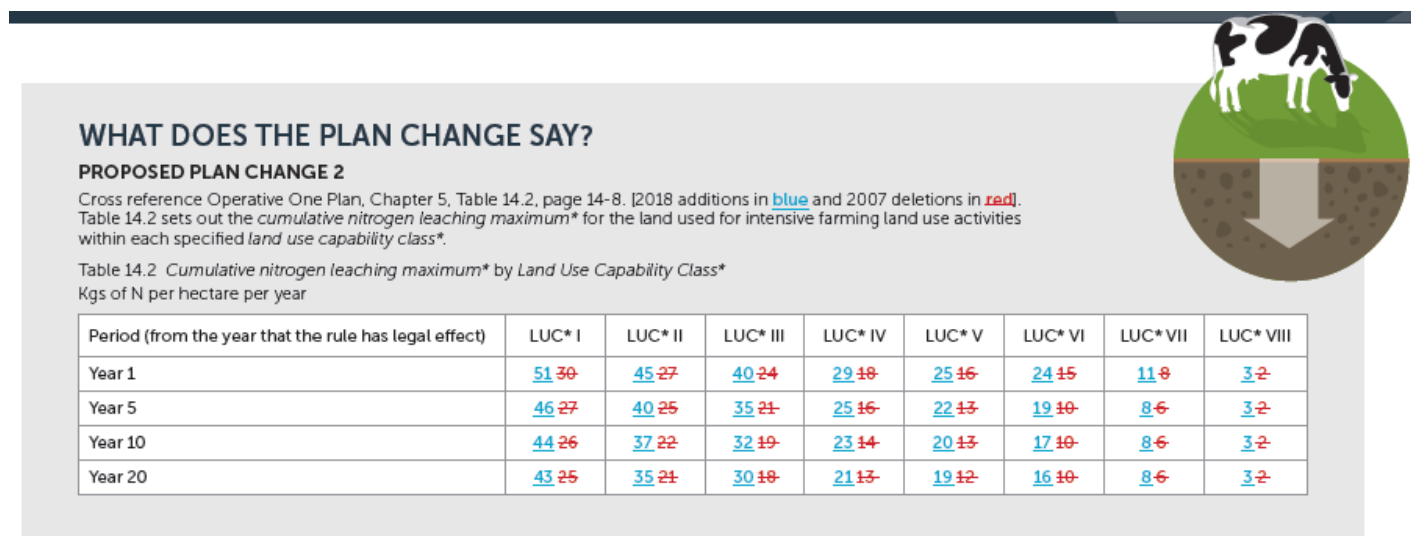 WHAT DOES THE PLAN CHANGE SAY?
PROPOSED PLAN CHANGE 2
Cross reference Operative One Plan, Chapter 5, Table 14.2, page 14-8. [2018 additions in blue and 2007 deletions in red].
Table 14.2 sets out the cumulative nitrogen leaching maximum* for the land used for intensive farming land use activities
within each specified land use capability class*.
Table 14.2 Cumulative nitrogen leaching maximum* by Land Use Capability Class*
Kgs of N per hectare per year
Period (from the year that the rule has legal effect) LUC* I LUC* II LUC* III LUC* IV LUC* V LUC* VI LUC* VII LUC* VIII
Year 1 51 30 45 27 40 24 29 18 25 16 24 15 11 8 3 2
Year 5 46 27 40 25 35 21 25 16 22 13 19 10 8 6 3 2
Year 10 44 26 37 22 32 19 23 14 20 13 17 10 8 6 3 2
Year 20 43 25 35 21 30 18 21 13 19 12 16 10 8 6 3 2